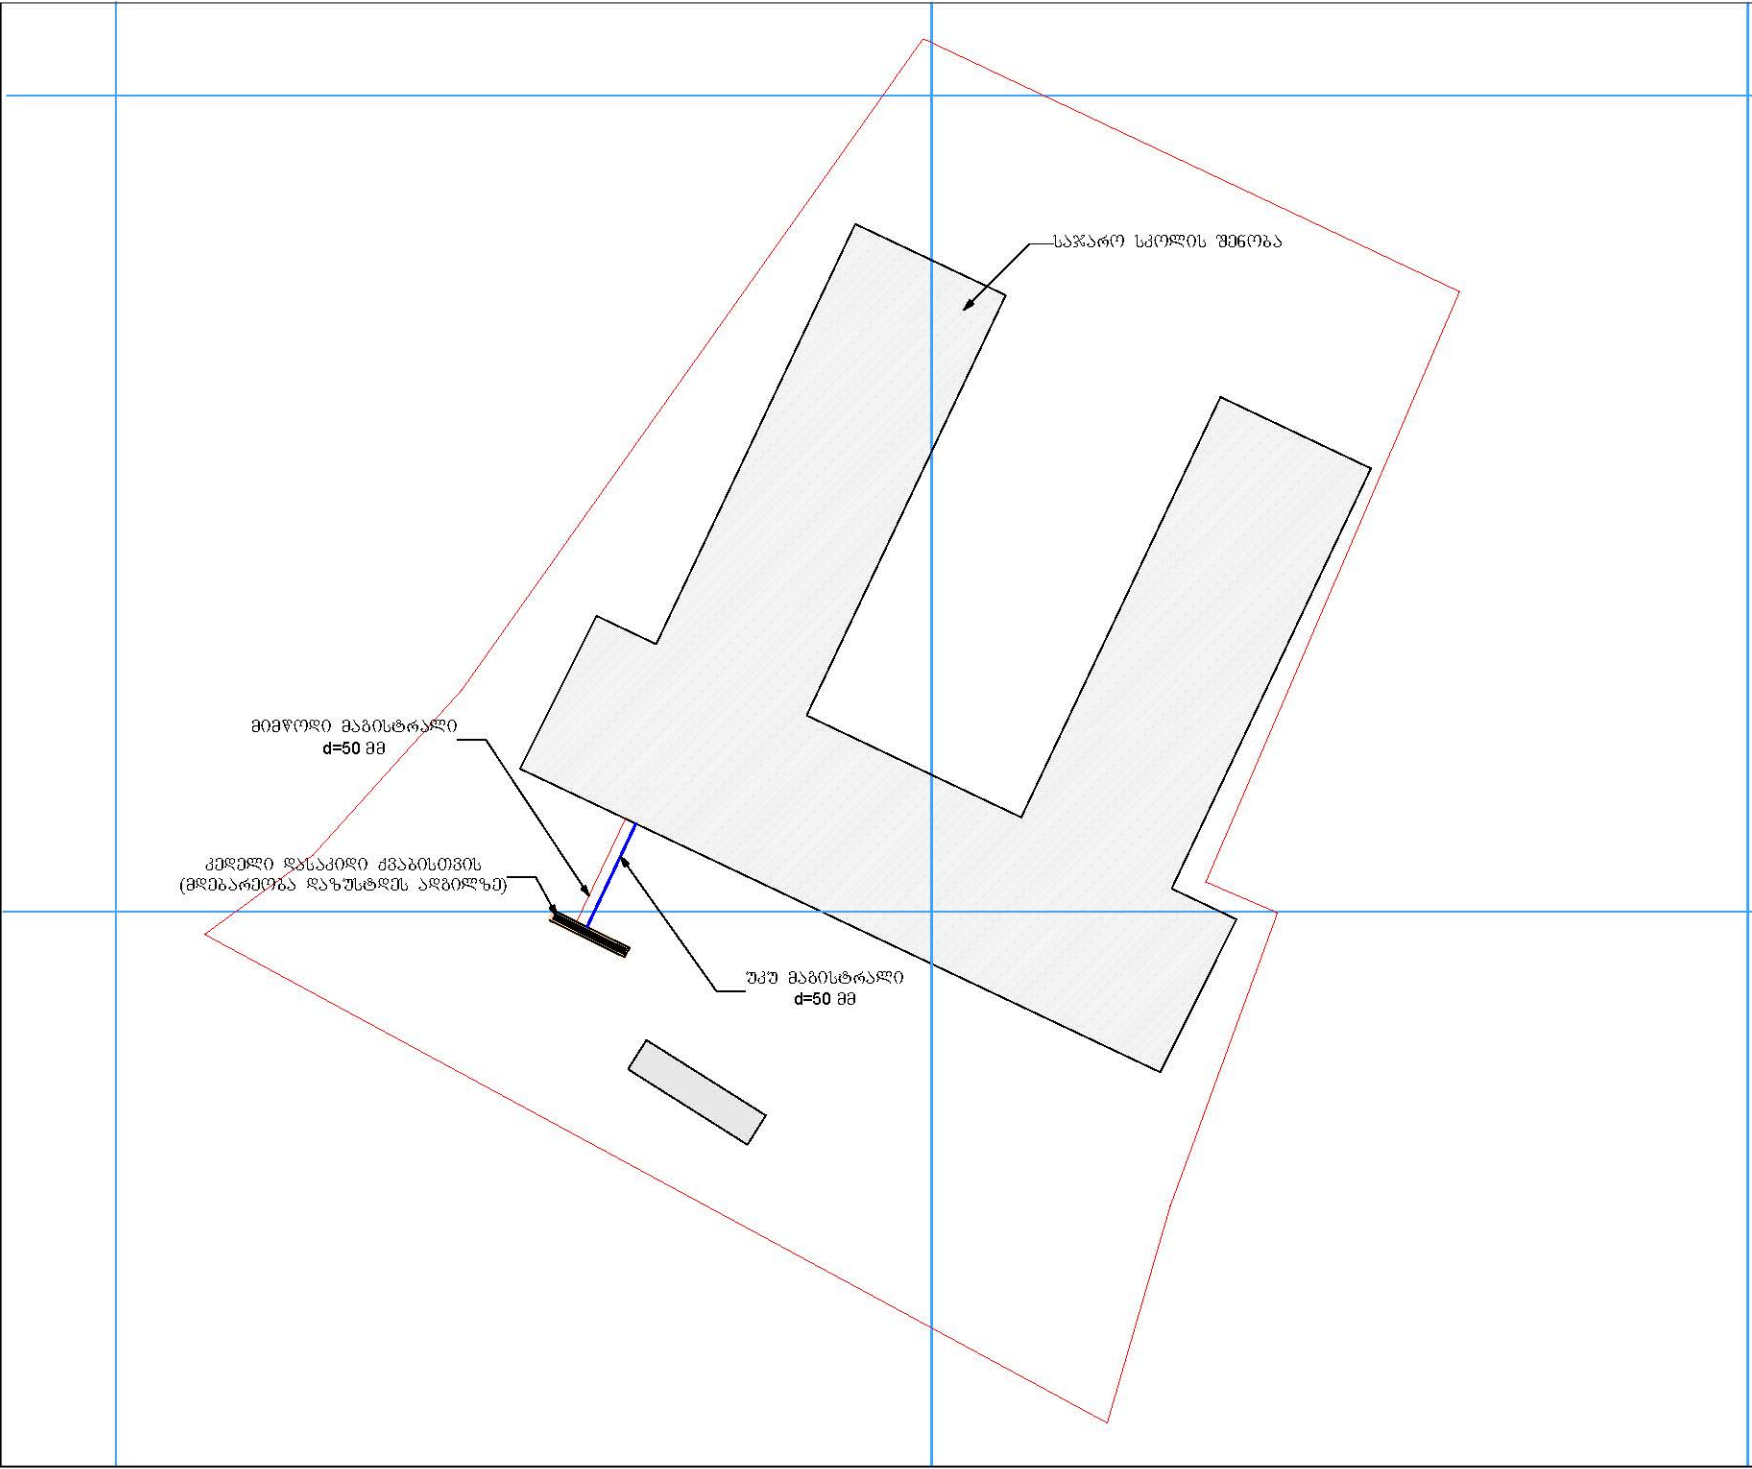 საჯარო სკოლის შენობა
მიმწოდი მაგისტრალი
d=50 მმ
კედელი დასაკიდი ქვაბისთვის
(მდებარეობა დაზუსტდეს ადგილზე)
უკუ მაგისტრალი
d=50 მმ